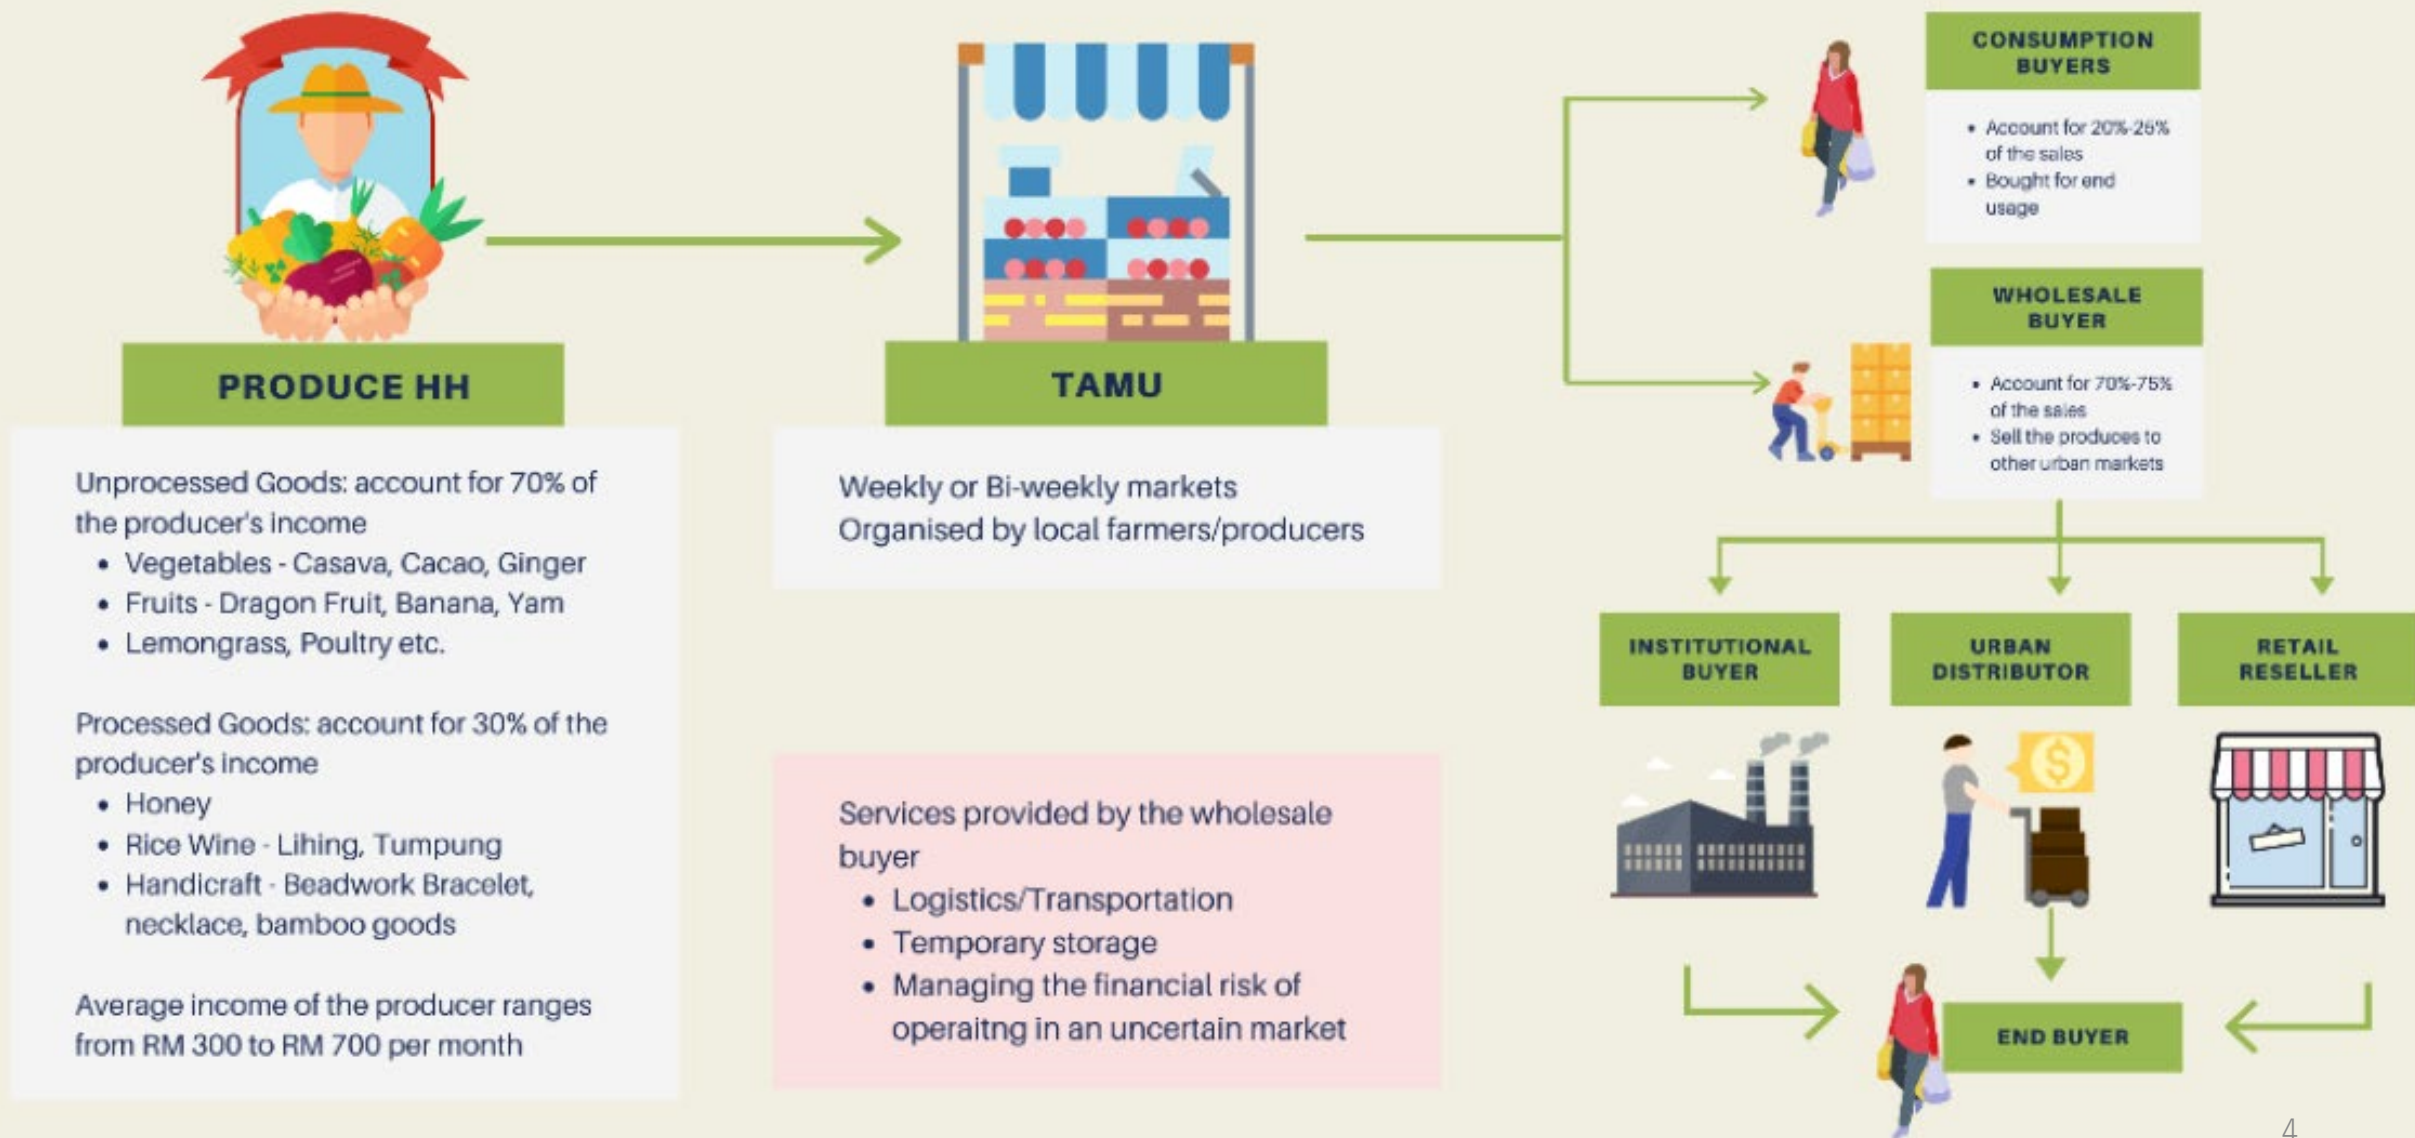 PRODUCE HH
Unprocessed Goods: account for 70% of
the producer's income
• Vegetables - Casava, Cacao, Ginger
• Fruits - Dragon Fruit, Banana, Yam
• Lemongrass, Poultry etc.
Processed Goods: account for 30% of the
producer's income
• Honey
• Rice Wine - Lihing, Tumpung
• Handicraft - Beadwork Bracelet,
necklace, bamboo goods
Average income of the producer ranges
from RM 300 to RM 700 per month
TAMU
Weekly or Bi-weekly markets
Organised by local farmers/producers
Services provided by the wholesale
buyer
• Logistics/Transportation
• Temporary storage
• Managing the financial risk of
operaitng in an uncertain market
CONSUMPTION
BUYERS
• Account for 20%-25%
of the sales
• Bought for end
usage
WHOLESALE
BUYER
• Account for 70%-75%
of the sales
• Sell the produces to
other urban markets
INSTITUTIONAL
BUYER
URBAN
DISTRIBUTOR
RETAIL
RESELLER
$
END BUYER
4